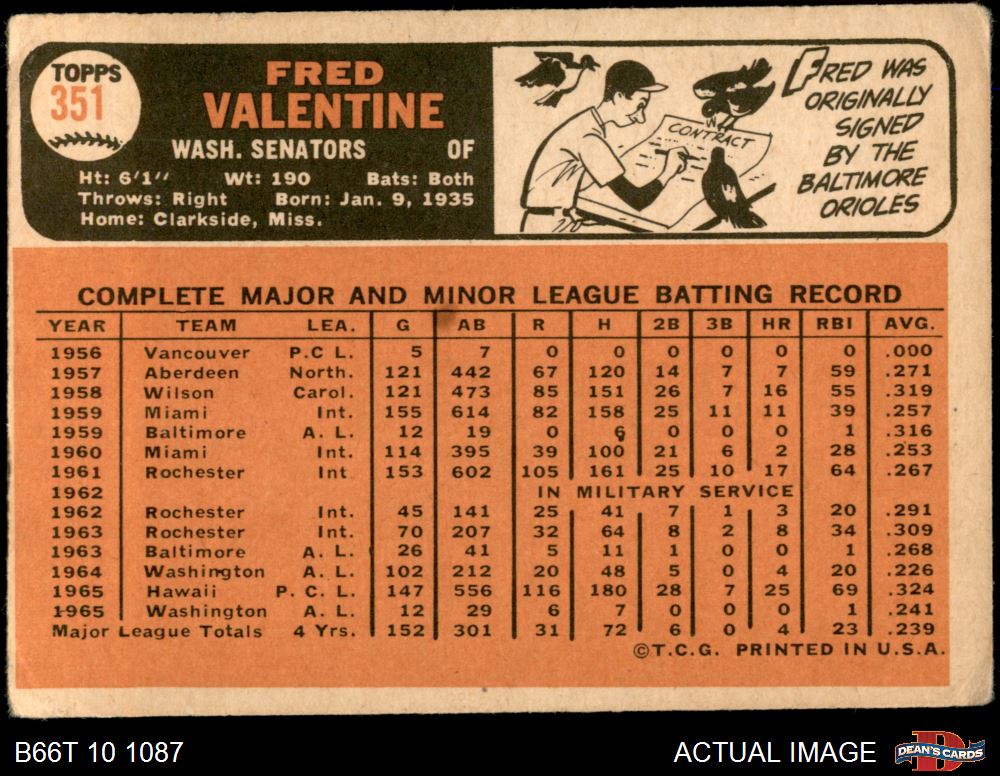 TOPPS
351
FRED
VALENTINE
WASH. SENATORS OF
Ht: 6'1" Wt: 190 Bats: Both
Throws: Right Born: Jan. 9, 1935
Home: Clarkside, Miss.
CONTRACT
FRED WAS
ORIGINALLY
SIGNED
BY THE
BALTIMORE
ORIOLES
COMPLETE MAJOR AND MINOR LEAGUE BATTING RECORD
YEAR TEAM LEA. G AB R H 2B 3B HR RBI AVG.
1956 Vancouver P.C L. 5 7 0 0 0 0 0 0 .000
1957 Aberdeen North. 121 442 67 120 14 7 7 59 .271
1958 Wilson Carol. 121 473 85 151 26 7 16 55 .319
1959 Miami Int. 155 614 82 158 25 11 11 39 .257
1959 Baltimore A. L. 12 19 0 6 0 0 0 1 .316
1960 Miami Int. 114 395 39 100 21 6 2 28 .253
1961 Rochester Int. 153 602 105 161 25 10 17 64 .267
1962 IN MILITARY SERVICE
1962 Rochester Int. 45 141 25 41 7 1 3 20 .291
1963 Rochester Int. 70 207 32 64 8 2 8 34 .309
1963 Baltimore A. L. 26 41 5 11 1 0 0 1 .268
1964 Washington A. L. 102 212 20 48 5 0 4 20 .226
1965 Hawaii P. C. L. 147 556 116 180 28 7 25 69 .324
1965 Washington A. L. 12 29 6 7 0 0 0 1 .241
Major League Totals 4 Yrs. 152 301 31 72 6 0 4 23 .239
©T.C.G. PRINTED IN U.S.A.
B66T 10 1087 ACTUAL IMAGE DEAN'S CARDS